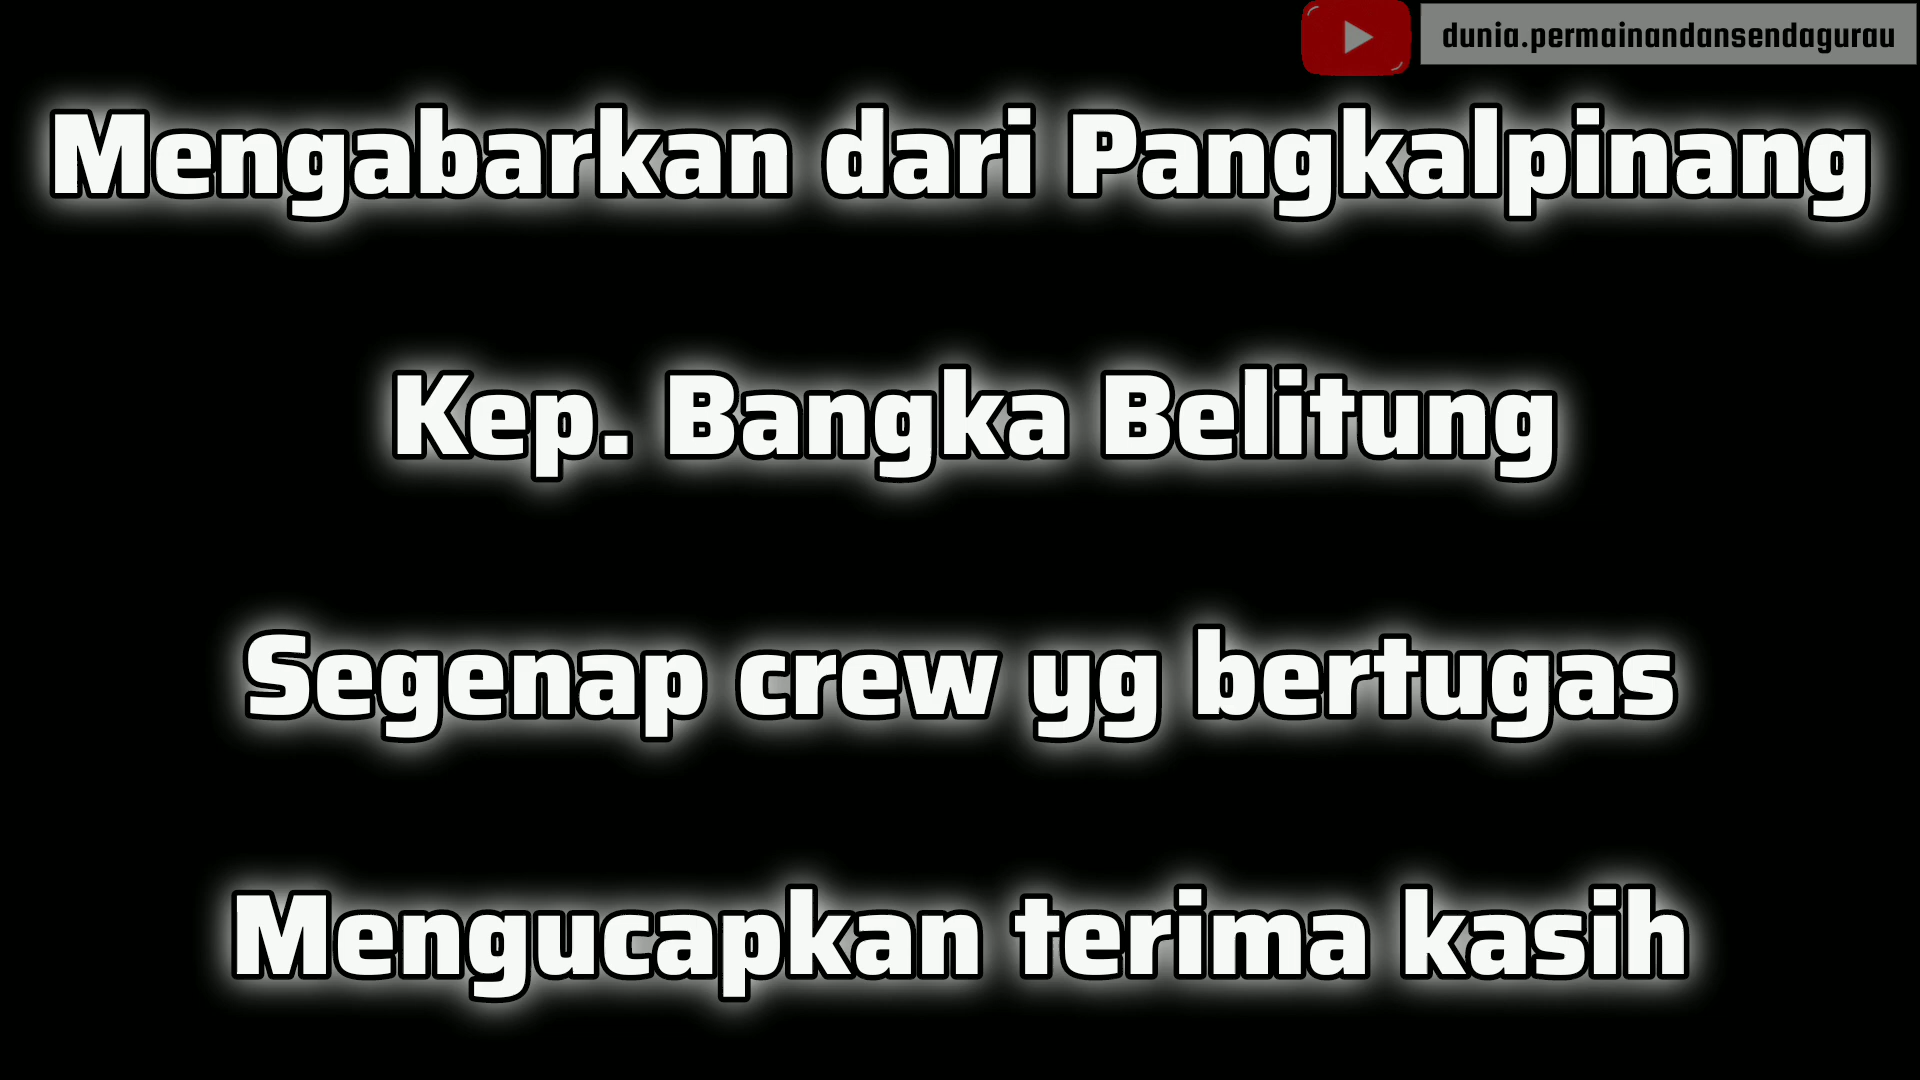 dunia.permainandansendagurau
Mengabarkan dari Pangkalpinang
Kep. Bangka Belitung
Segenap crew yg bertugas
Mengucapkan terima kasih